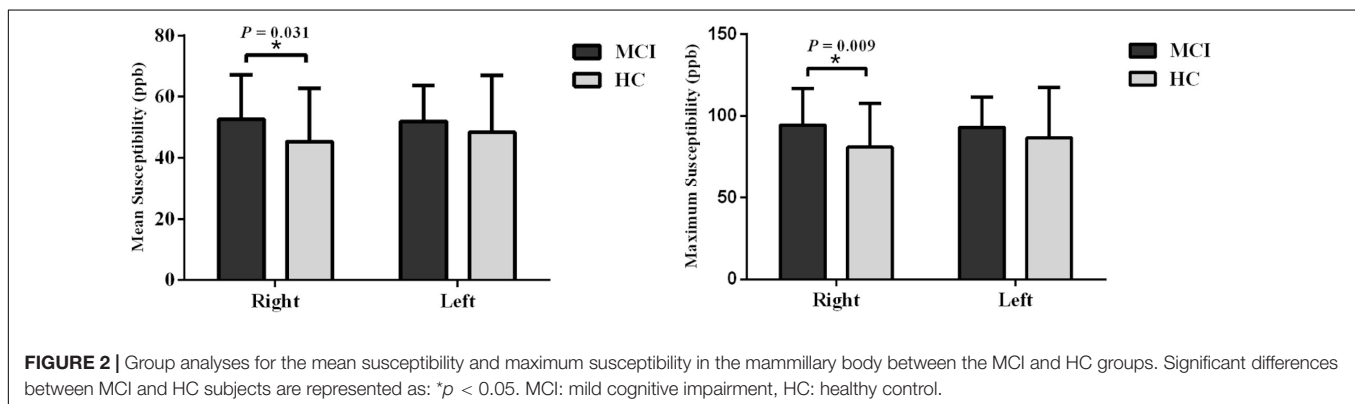 P = 0.031
*
MCI
HC
Mean Susceptibility (ppb)
80
60
40
20
0
Right
Left
P = 0.009
*
MCI
HC
Maximum Susceptibility (ppb)
150
100
50
0
Right
Left
FIGURE 2 | Group analyses for the mean susceptibility and maximum susceptibility in the mammillary body between the MCI and HC groups. Significant differences
between MCI and HC subjects are represented as: *p < 0.05. MCI: mild cognitive impairment, HC: healthy control.